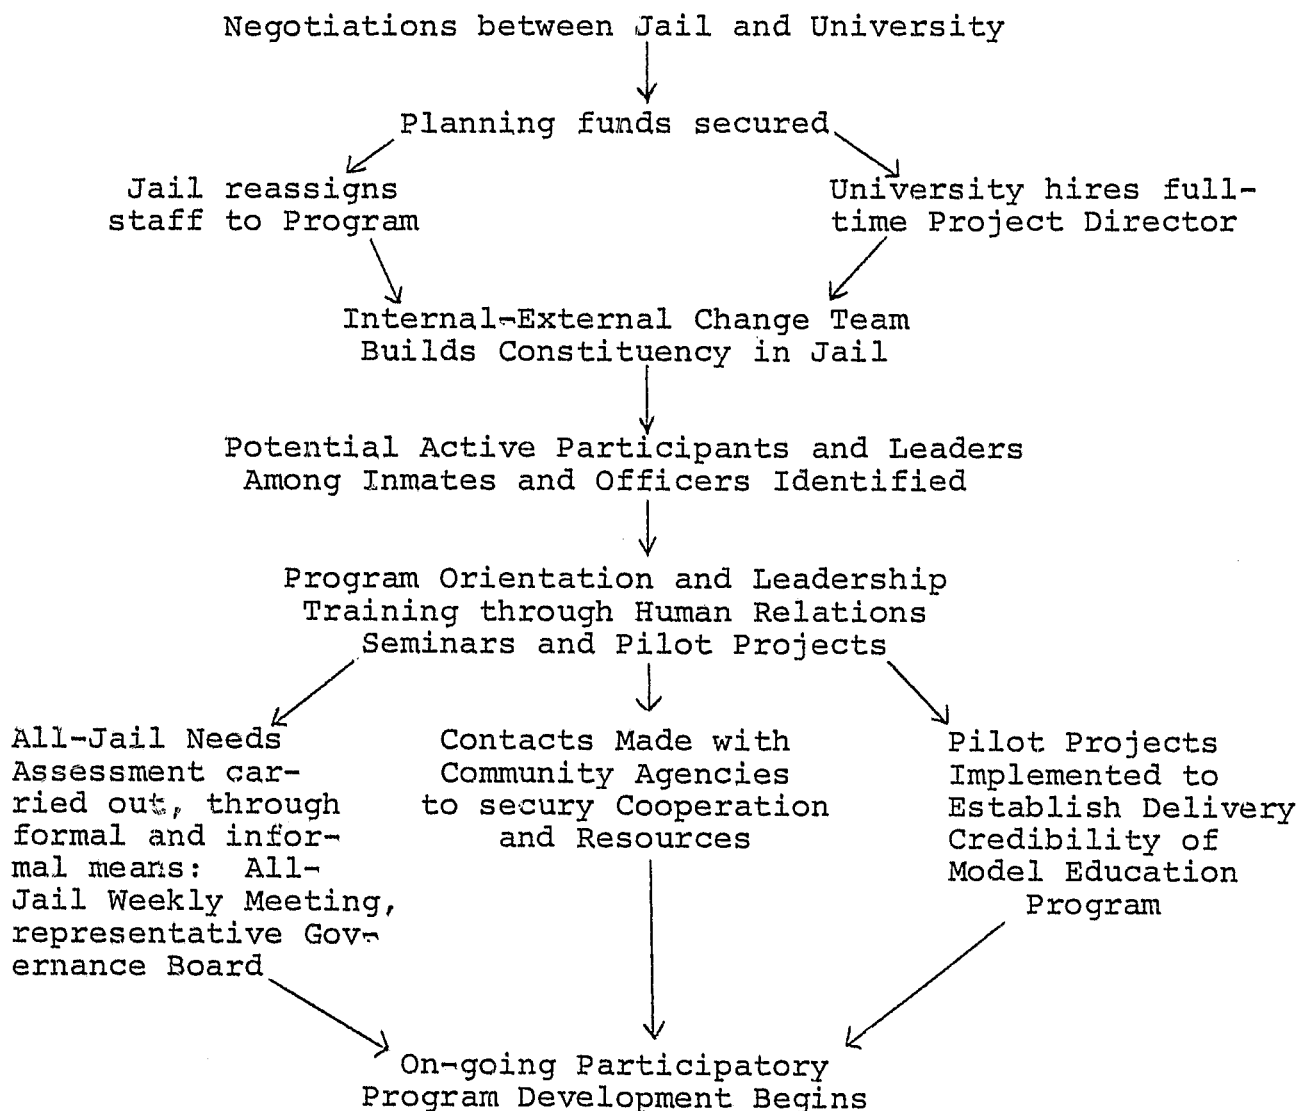 Negotiations between Jail and University
Planning funds secured
Jail reassigns
staff to Program
University hires full-
time Project Director
Internal-External Change Team
Builds Constituency in Jail
Potential Active Participants and Leaders
Among Inmates and Officers Identified
Program Orientation and Leadership
Training through Human Relations
Seminars and Pilot Projects
All-Jail Needs
Assessment car-
ried out, through
formal and infor-
mal means: All-
Jail Weekly Meeting,
representative Gov-
ernance Board
Contacts Made with
Community Agencies
to secury Cooperation
and Resources
Pilot Projects
Implemented to
Establish Delivery
Credibility of
Model Education
Program
On-going Participatory
Program Development Begins